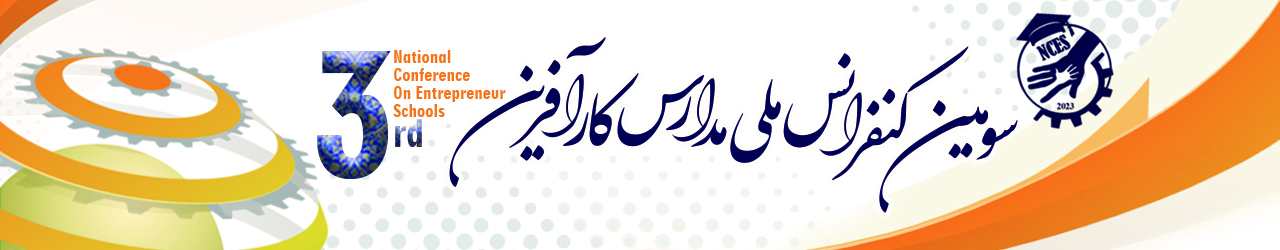 سومین کنفرانس ملی مدارس کارآفرین
3rd
National
Conference
On Entrepreneur
Schools
NCES
2023